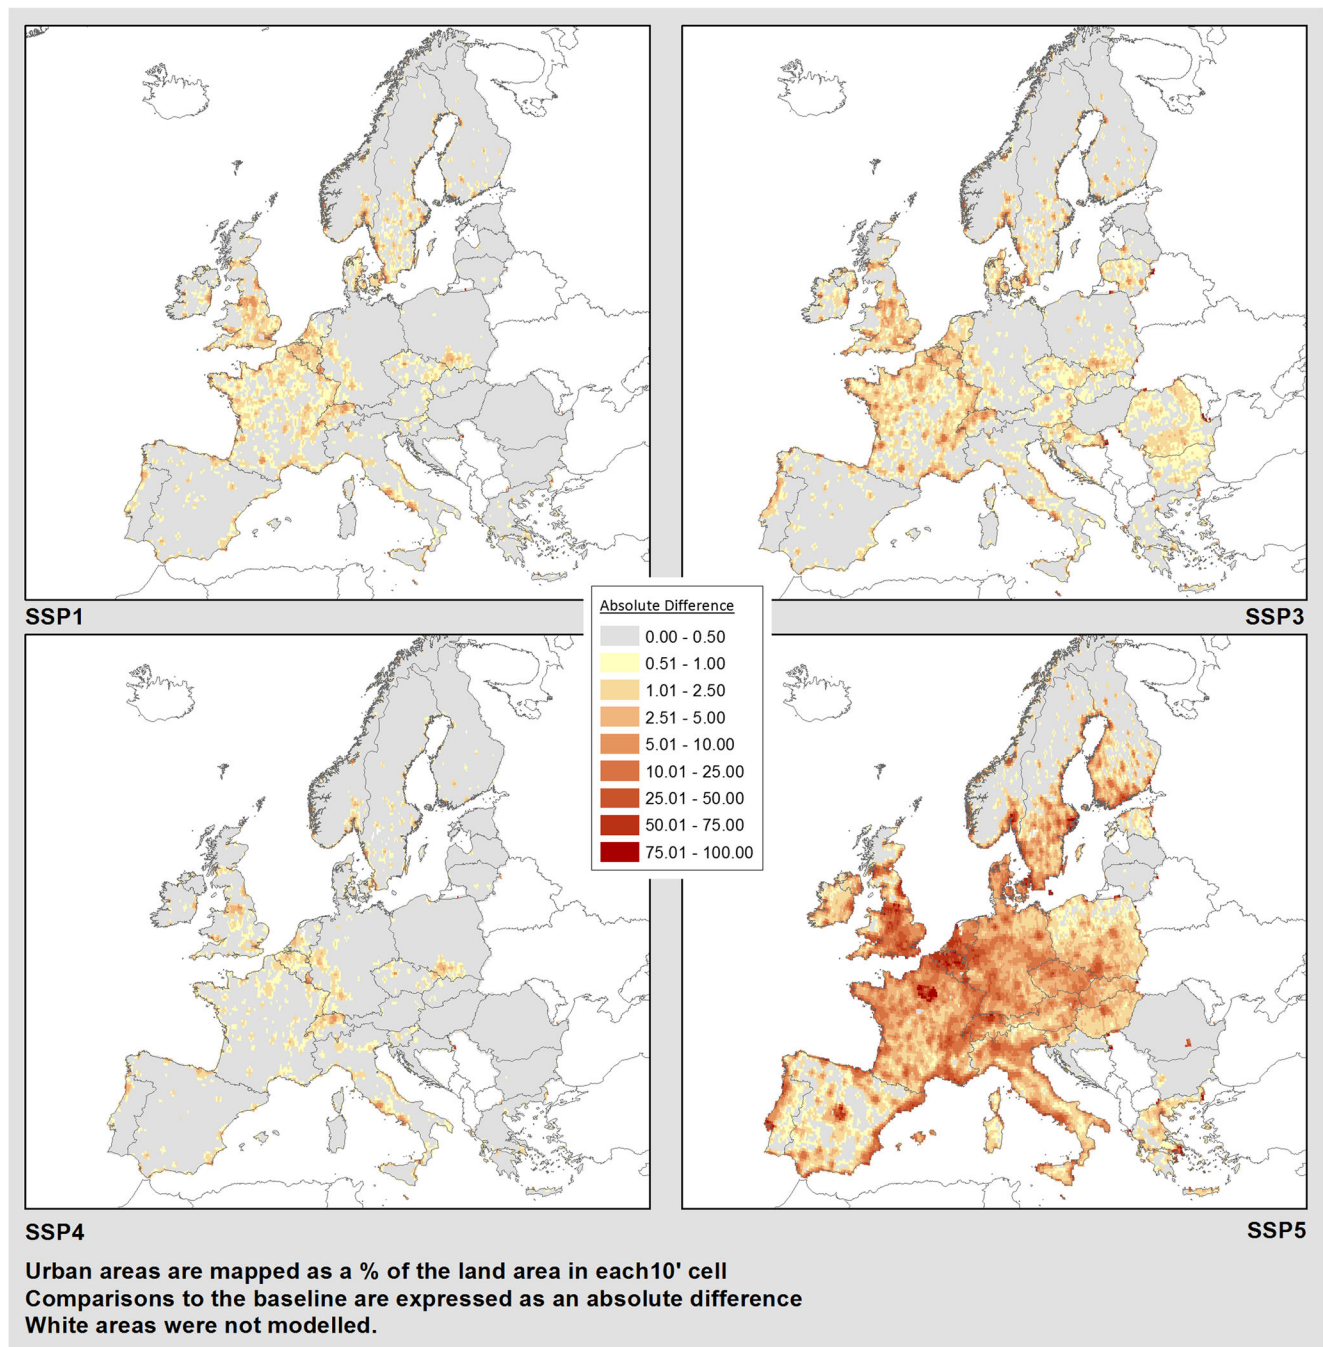 SSP1
SSP3
Absolute Difference
0.00 - 0.50
0.51 - 1.00
1.01 - 2.50
2.51 - 5.00
5.01 - 10.00
10.01 - 25.00
25.01 - 50.00
50.01 - 75.00
75.01 - 100.00
SSP4
SSP5
Urban areas are mapped as a % of the land area in each10' cell
Comparisons to the baseline are expressed as an absolute difference
White areas were not modelled.